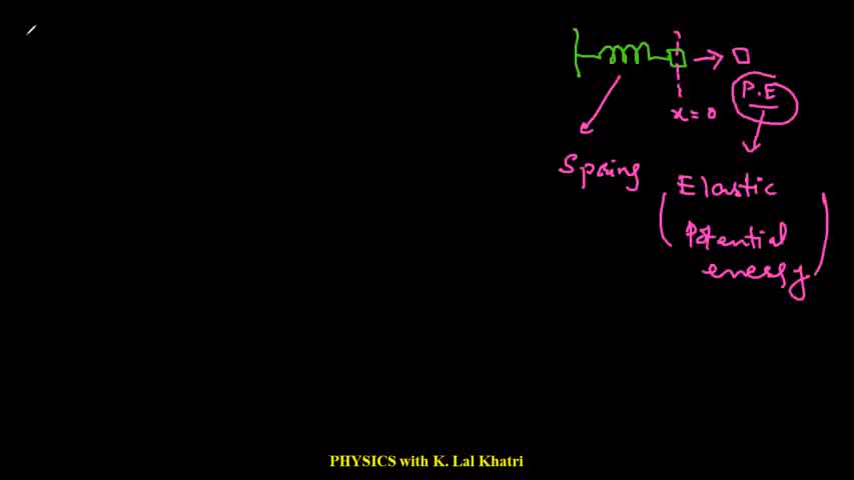 P.E
x = 0
Spring
Elastic
Potential
energy
PHYSICS with K. Lal Khatri